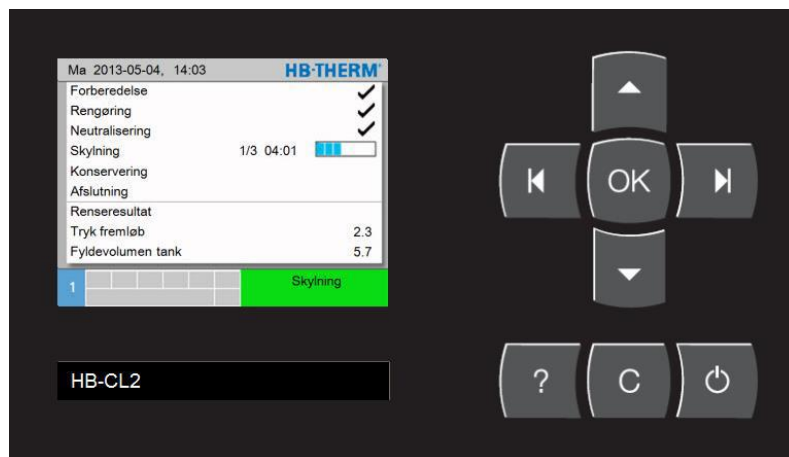 Ma 2013-05-04, 14:03 HB-THERM®
Forberedelse
Rengøring
Neutralisering
Skylning 1/3 04:01
Konservering
Afslutning
Renseresultat
Tryk fremløb 2.3
Fyldevolumen tank 5.7
1 Skylning
OK
HB-CL2
? C